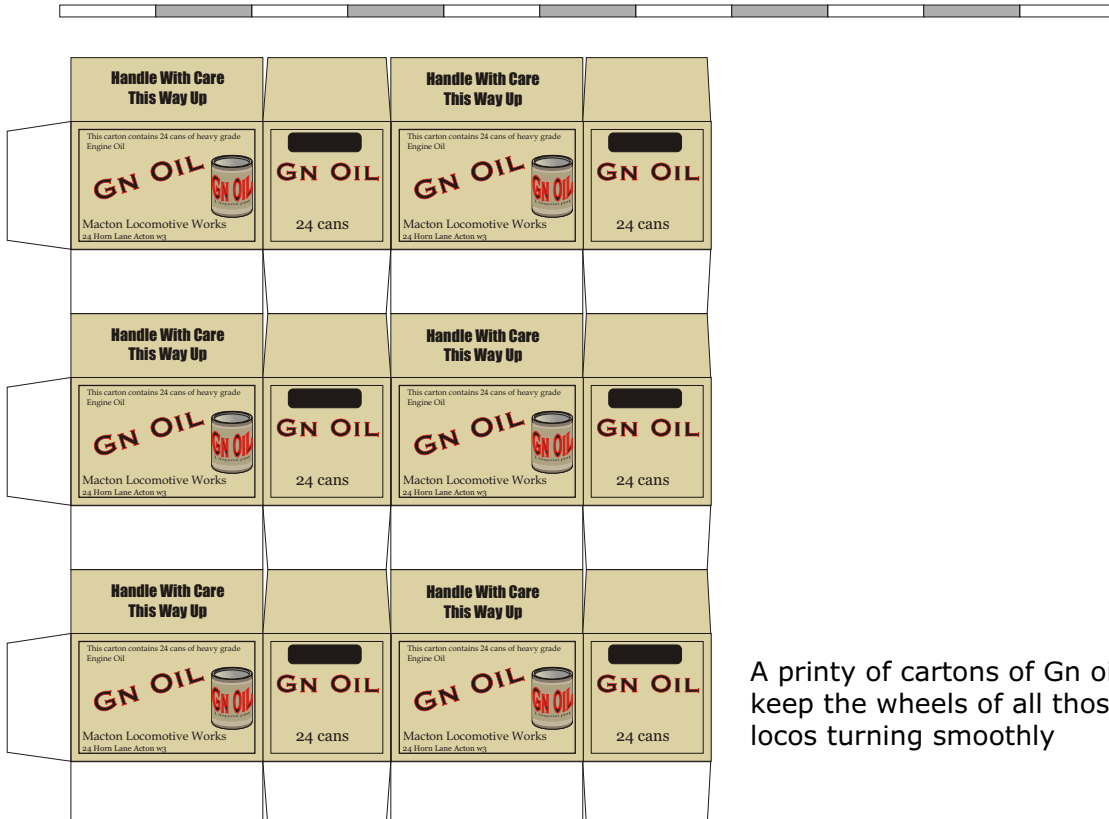 Handle With Care
This Way Up
This carton contains 24 cans of heavy grade
Engine Oil
GN OIL
GN OIL
Macton Locomotive Works
24 Horn Lane Acton w3
GN OIL
24 cans
Handle With Care
This Way Up
This carton contains 24 cans of heavy grade
Engine Oil
GN OIL
GN OIL
Macton Locomotive Works
24 Horn Lane Acton w3
GN OIL
24 cans
Handle With Care
This Way Up
This carton contains 24 cans of heavy grade
Engine Oil
GN OIL
GN OIL
Macton Locomotive Works
24 Horn Lane Acton w3
GN OIL
24 cans
Handle With Care
This Way Up
This carton contains 24 cans of heavy grade
Engine Oil
GN OIL
GN OIL
Macton Locomotive Works
24 Horn Lane Acton w3
GN OIL
24 cans
Handle With Care
This Way Up
This carton contains 24 cans of heavy grade
Engine Oil
GN OIL
GN OIL
Macton Locomotive Works
24 Horn Lane Acton w3
GN OIL
24 cans
Handle With Care
This Way Up
This carton contains 24 cans of heavy grade
Engine Oil
GN OIL
GN OIL
Macton Locomotive Works
24 Horn Lane Acton w3
GN OIL
24 cans
A printy of cartons of Gn oi
keep the wheels of all thos
locos turning smoothly